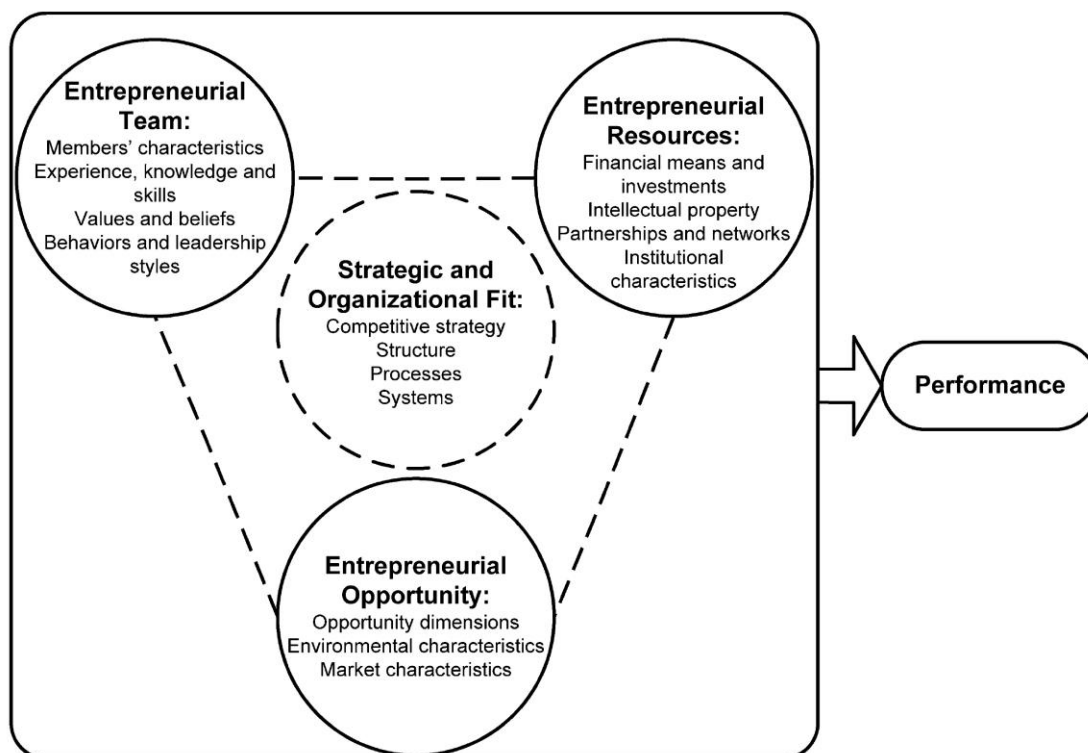 Entrepreneurial
Team:
Members' characteristics
Experience, knowledge and
skills
Values and beliefs
Behaviors and leadership
styles
Entrepreneurial
Resources:
Financial means and
investments
Intellectual property
Partnerships and networks
Institutional
characteristics
Strategic and
Organizational Fit:
Competitive strategy
Structure
Processes
Systems
Entrepreneurial
Opportunity:
Opportunity dimensions
Environmental characteristics
Market characteristics
Performance